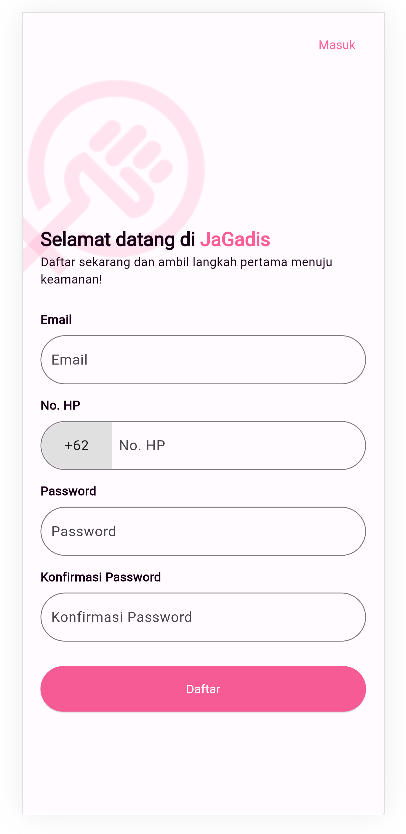 Masuk
Selamat datang di JaGadis
Daftar sekarang dan ambil langkah pertama menuju
keamanan!
Email
Email
No. HP
+62 No. HP
Password
Password
Konfirmasi Password
Konfirmasi Password
Daftar